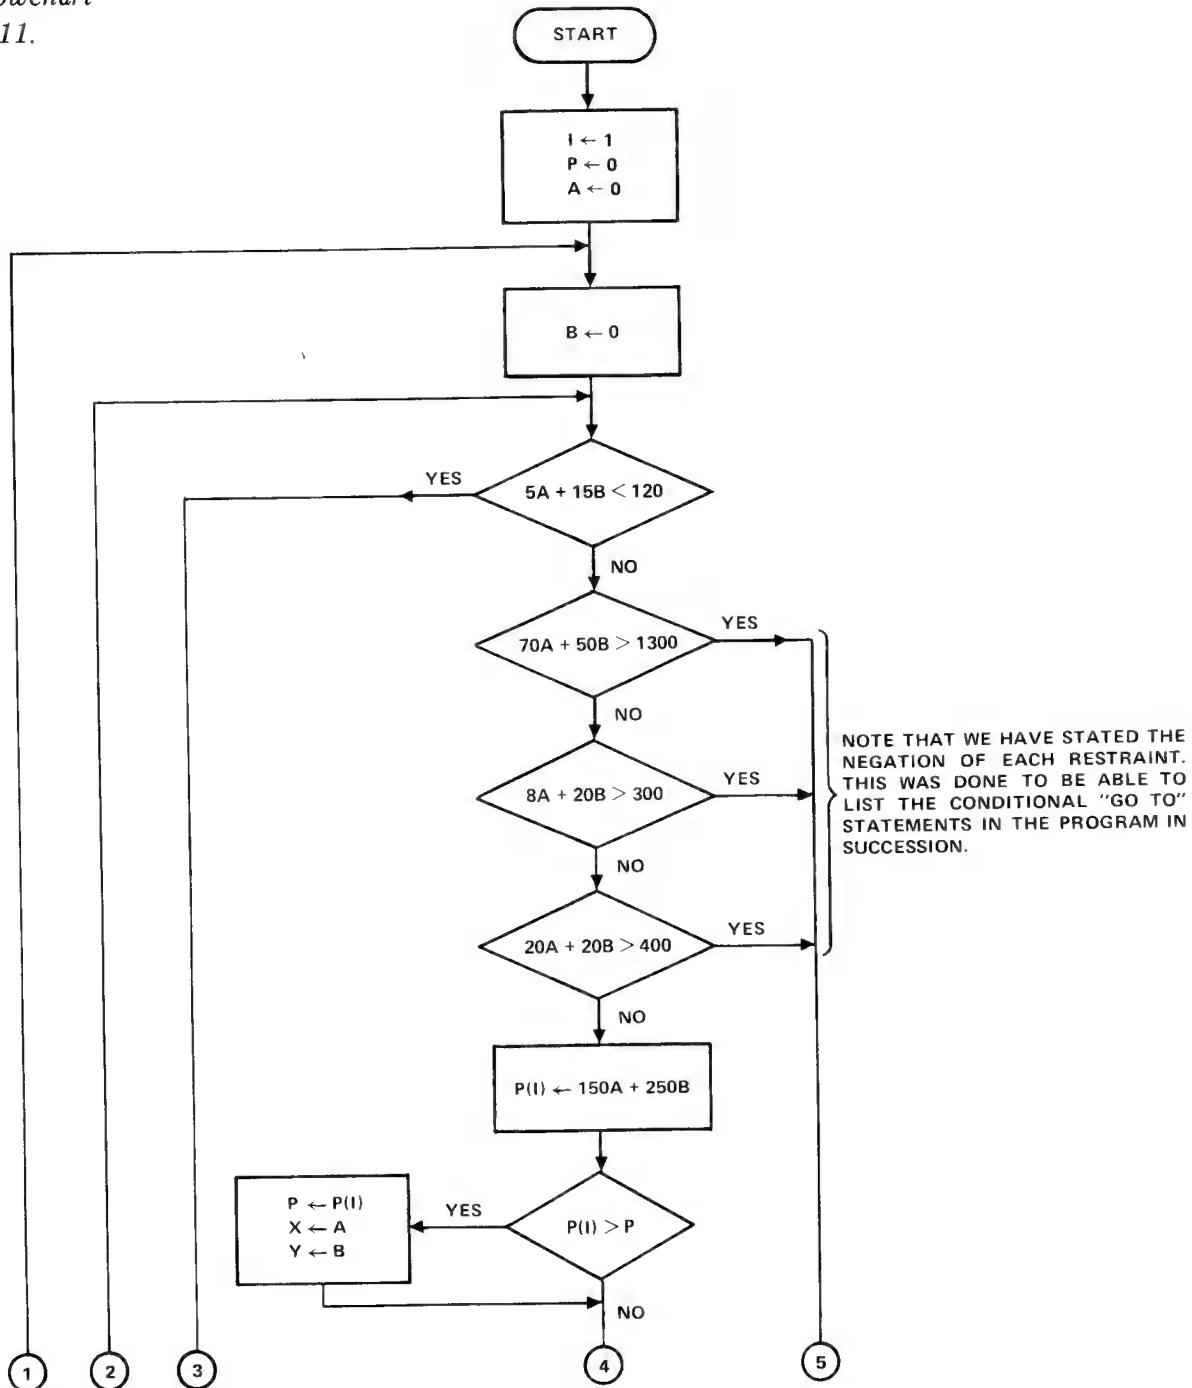 11.
START
I ← 1
P ← 0
A ← 0
B ← 0
YES
5A + 15B < 120
NO
YES
70A + 50B > 1300
NO
YES
8A + 20B > 300
NOTE THAT WE HAVE STATED THE
NEGATION OF EACH RESTRAINT.
THIS WAS DONE TO BE ABLE TO
LIST THE CONDITIONAL "GO TO"
STATEMENTS IN THE PROGRAM IN
SUCCESSION.
NO
YES
20A + 20B > 400
NO
P(I) ← 150A + 250B
P ← P(I)
X ← A
Y ← B
YES
P(I) > P
NO
1
2
3
4
5